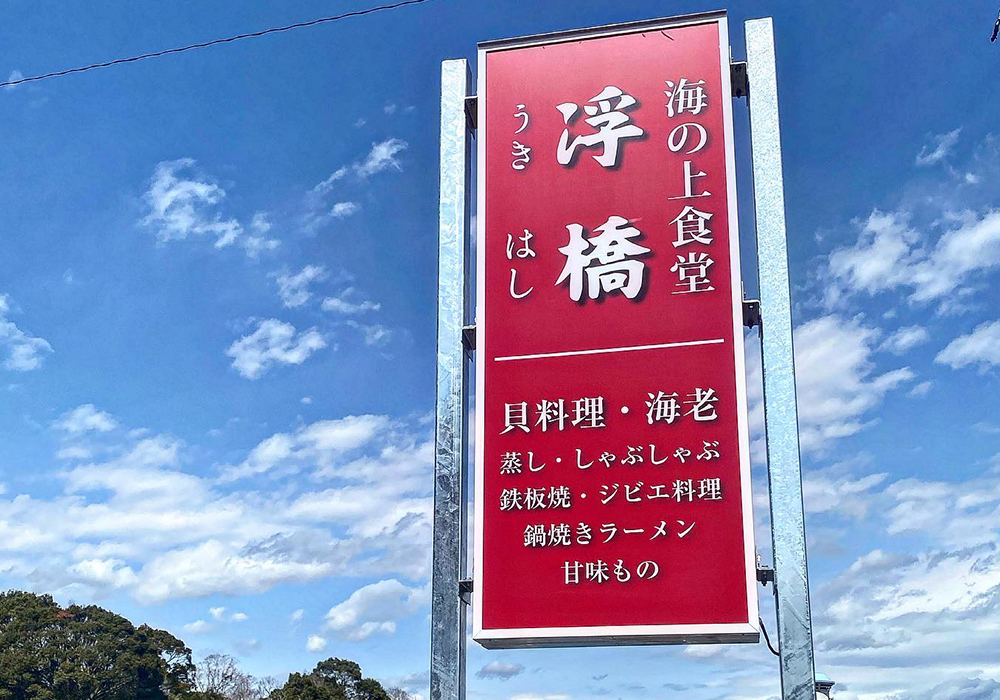 海の上食堂
浮橋
うきはし
貝料理・海老
蒸し・しゃぶしゃぶ
鉄板焼・ジビエ料理
鍋焼きラーメン
甘味もの